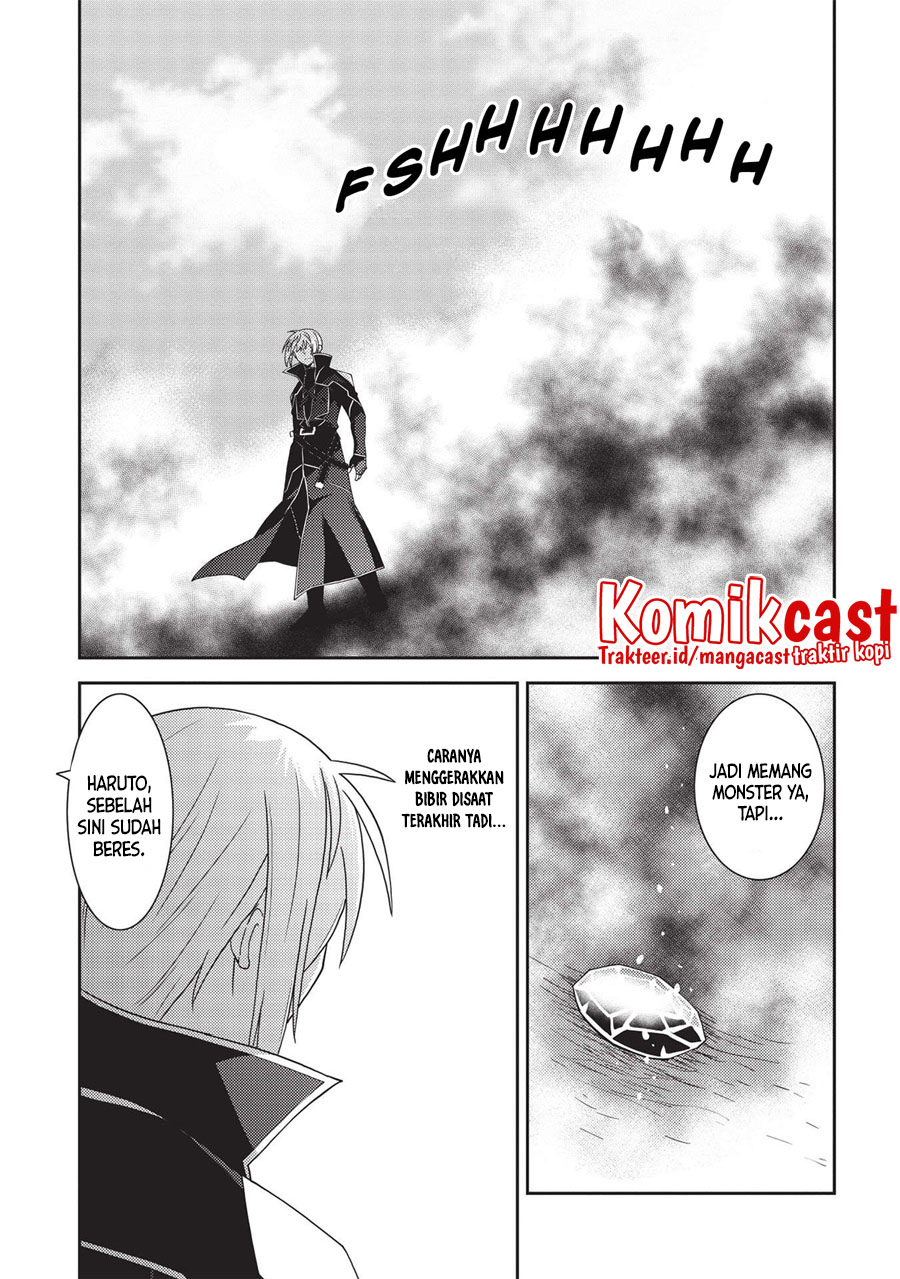 FSHHHHHHH
Komikcast
Trakteer.id/mangacast traktir kopi
JADI MEMANG
MONSTER YA,
TAPI...
CARANYA
MENGGERAKKAN
BIBIR DISAAT
TERAKHIR TADI...
HARUTO,
SEBELAH
SINI SUDAH
BERES.